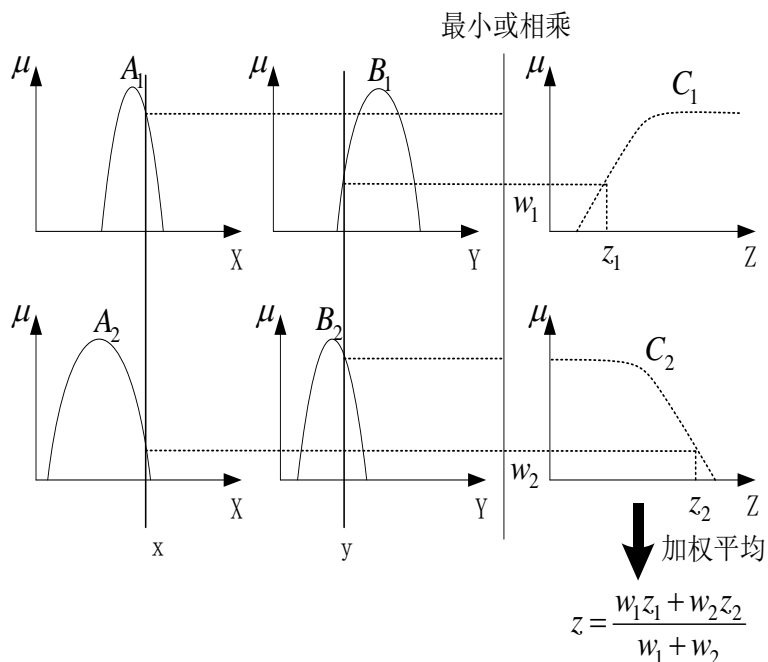 最小或相乘
μ A₁ μ B₁ μ C₁
w₁
X Y z₁ Z
μ A₂ μ B₂ μ C₂
w₂
X Y z₂ Z
x y 加权平均
z = (w₁z₁ + w₂z₂) / (w₁ + w₂)